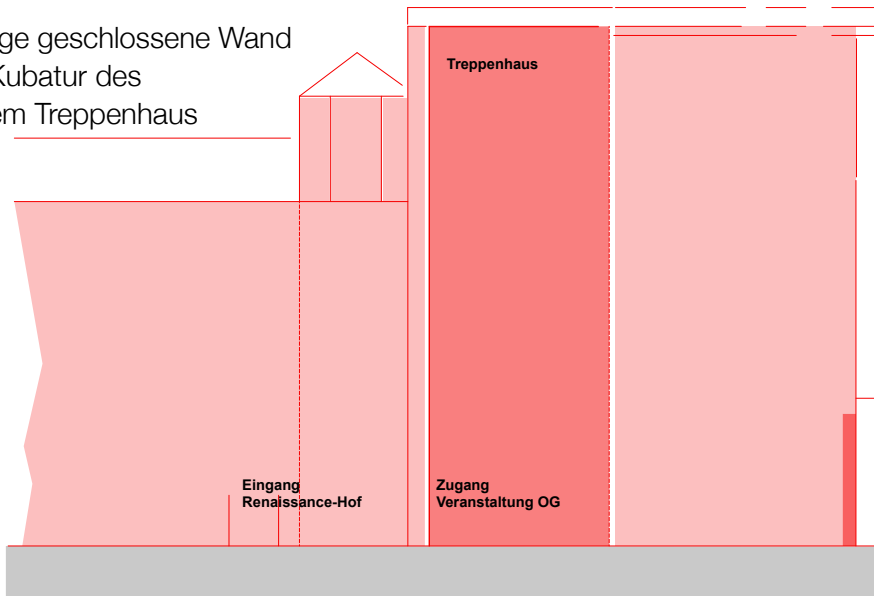 ge geschlossene Wand
Kubatur des
em Treppenhaus
Treppenhaus
Eingang
Renaissance-Hof
Zugang
Veranstaltung OG